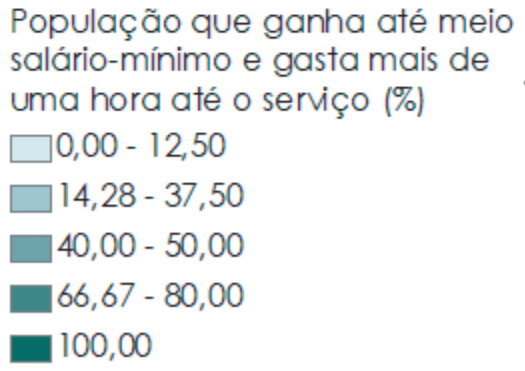 População que ganha até meio
salário-mínimo e gasta mais de
uma hora até o serviço (%)
0,00 - 12,50
14,28 - 37,50
40,00 - 50,00
66,67 - 80,00
100,00